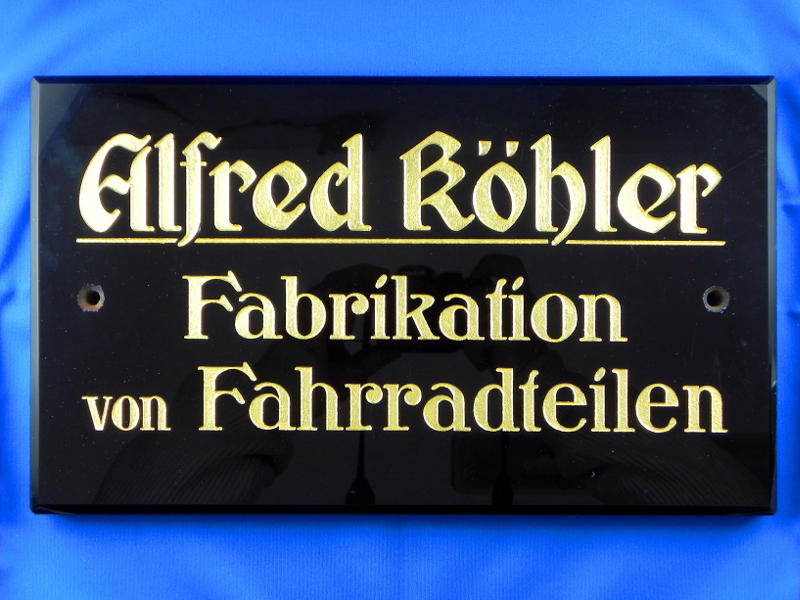 Alfred Köhler
Fabrikation
von Fahrradteilen